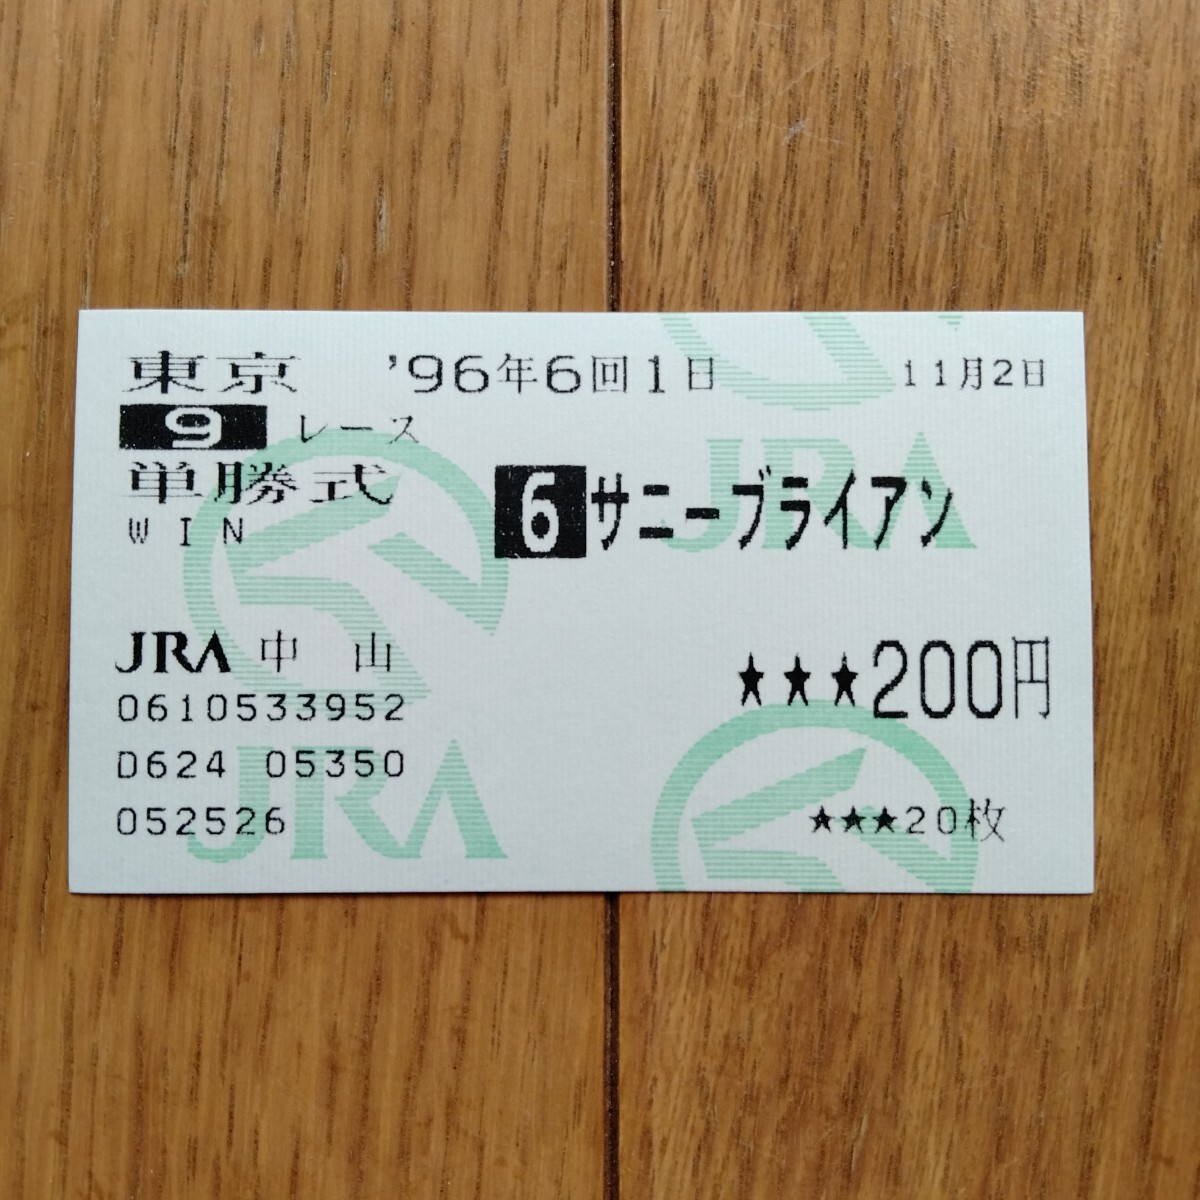 東京 '96年6回1日 11月2日
9 レース
単勝式
WIN
6 サニーブライアン
JRA 中山
★★★200円
0610533952
D624 05350
052526
★★★20枚
JRA
JRA